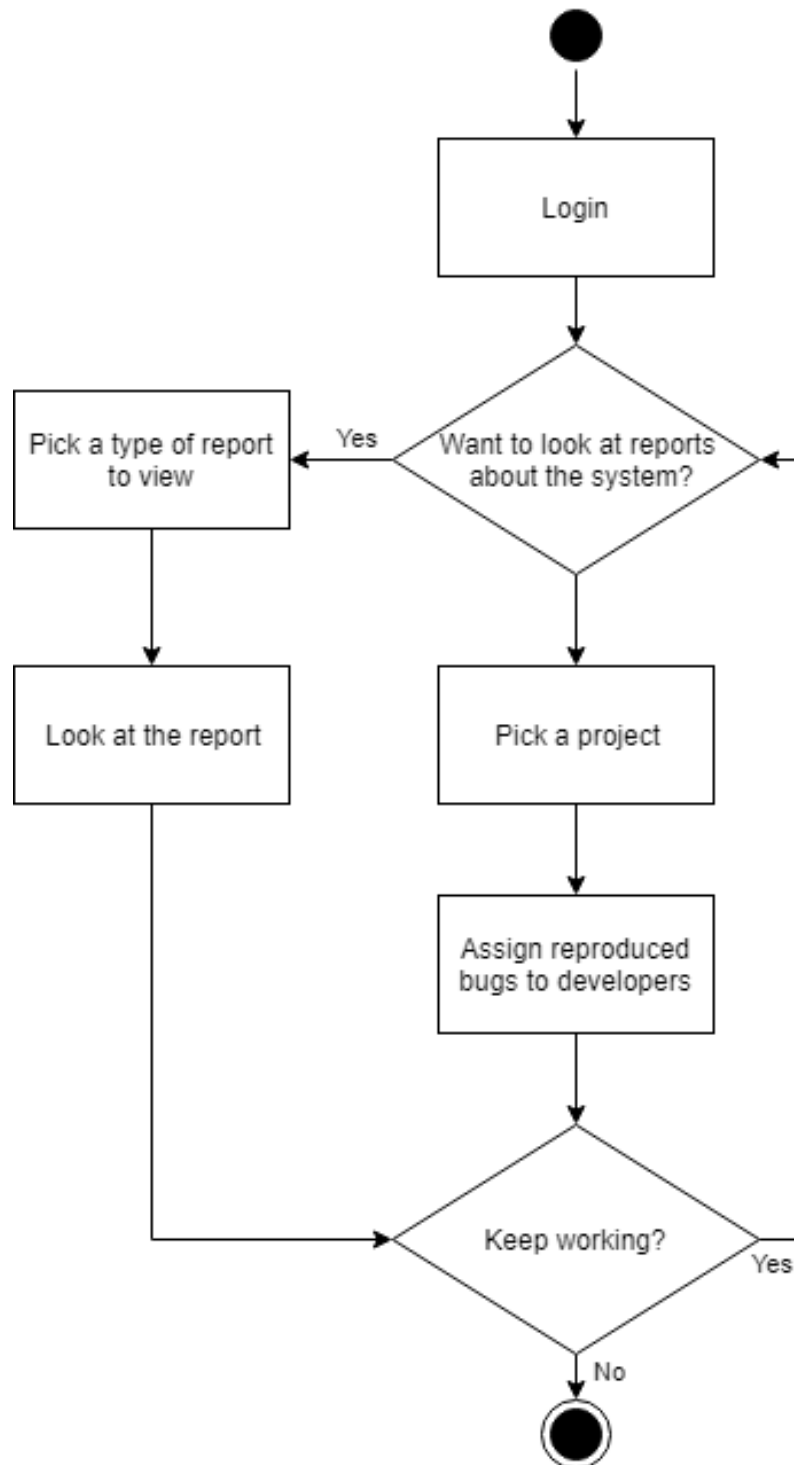 Login
Want to look at reports
about the system?
Yes
Pick a type of report
to view
Look at the report
Pick a project
Assign reproduced
bugs to developers
Keep working?
Yes
No